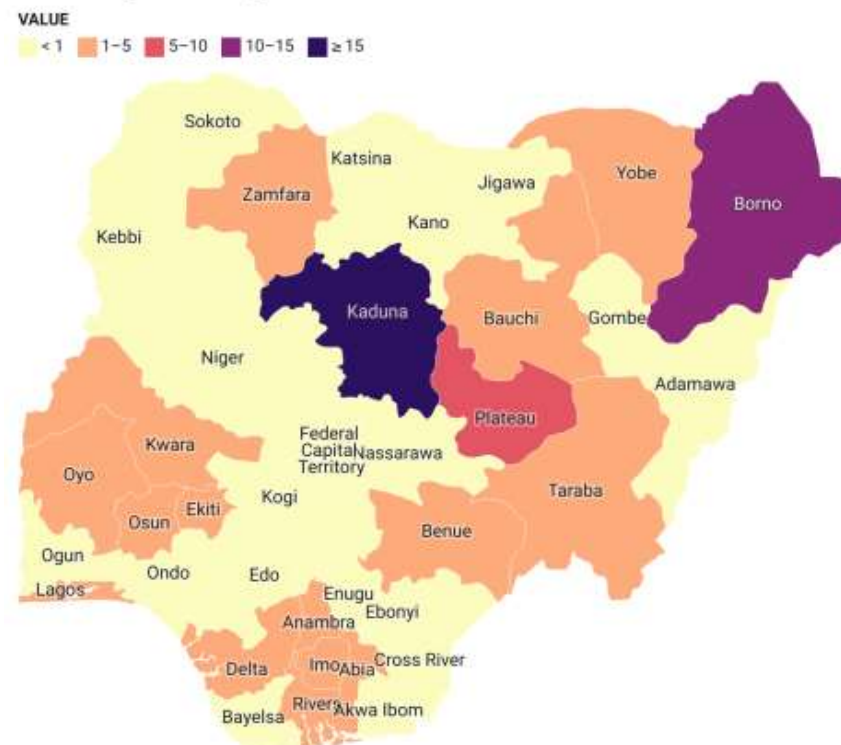 VALUE
< 1 1–5 5–10 10–15 ≥ 15
Sokoto
Katsina
Zamfara
Jigawa
Yobe
Borno
Kano
Kebbi
Kaduna
Bauchi
Gombe
Niger
Adamawa
Plateau
Federal
Capital
Territory
Nassarawa
Kwara
Oyo
Kogi
Taraba
Ekiti
Osun
Benue
Ogun
Ondo
Edo
Lagos
Enugu
Ebonyi
Anambra
Delta
Imo
Abia
Cross River
Rivers
Akwa Ibom
Bayelsa